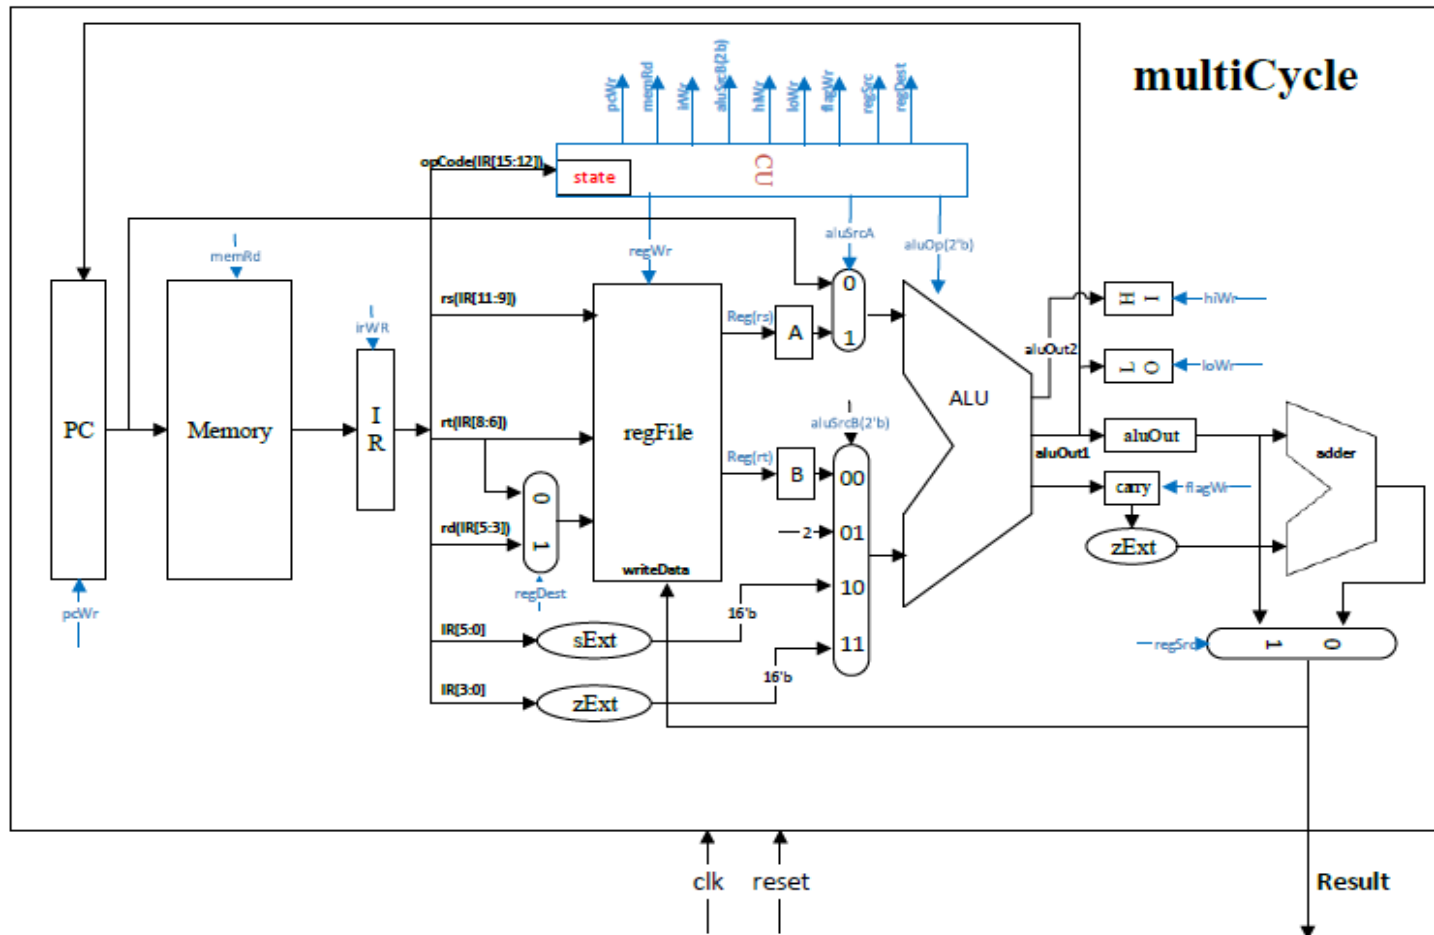 multiCycle
pcWr
memRd
irWr
aluSrcB(2b)
hiWr
loWr
flagWr
regSrc
regDest
opCode(IR[15:12])
state
CU
regWr
aluSrcA
aluOp(2'b)
memRd
irWR
rs(IR[11:9])
Reg(rs)
A
0
1
aluOut2
H I
hiWr
L O
loWr
PC
Memory
I
R
rt(IR[8:6])
regFile
aluSrcB(2'b)
ALU
Reg(rt)
B
00
aluOut1
aluOut
adder
carry
flagWr
0
1
rd(IR[5:3])
2
01
zExt
writeData
regDest
10
pcWr
16'b
IR[5:0]
sExt
11
regSrc
1
0
16'b
IR[3:0]
zExt
clk
reset
Result